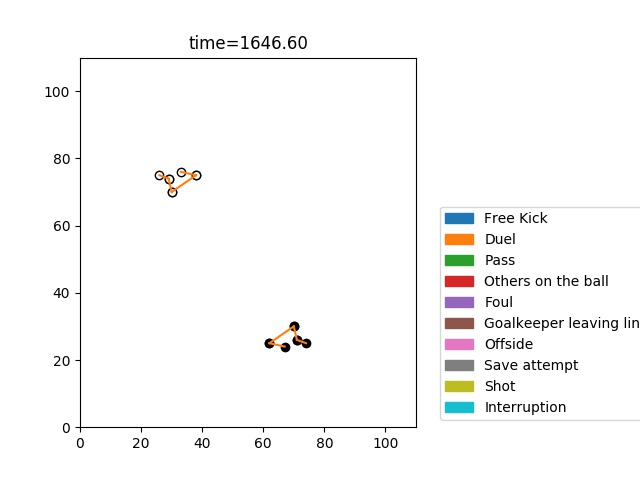 time=1646.60
100
80
60
40
20
0
0 20 40 60 80 100
Free Kick
Duel
Pass
Others on the ball
Foul
Goalkeeper leaving lin
Offside
Save attempt
Shot
Interruption